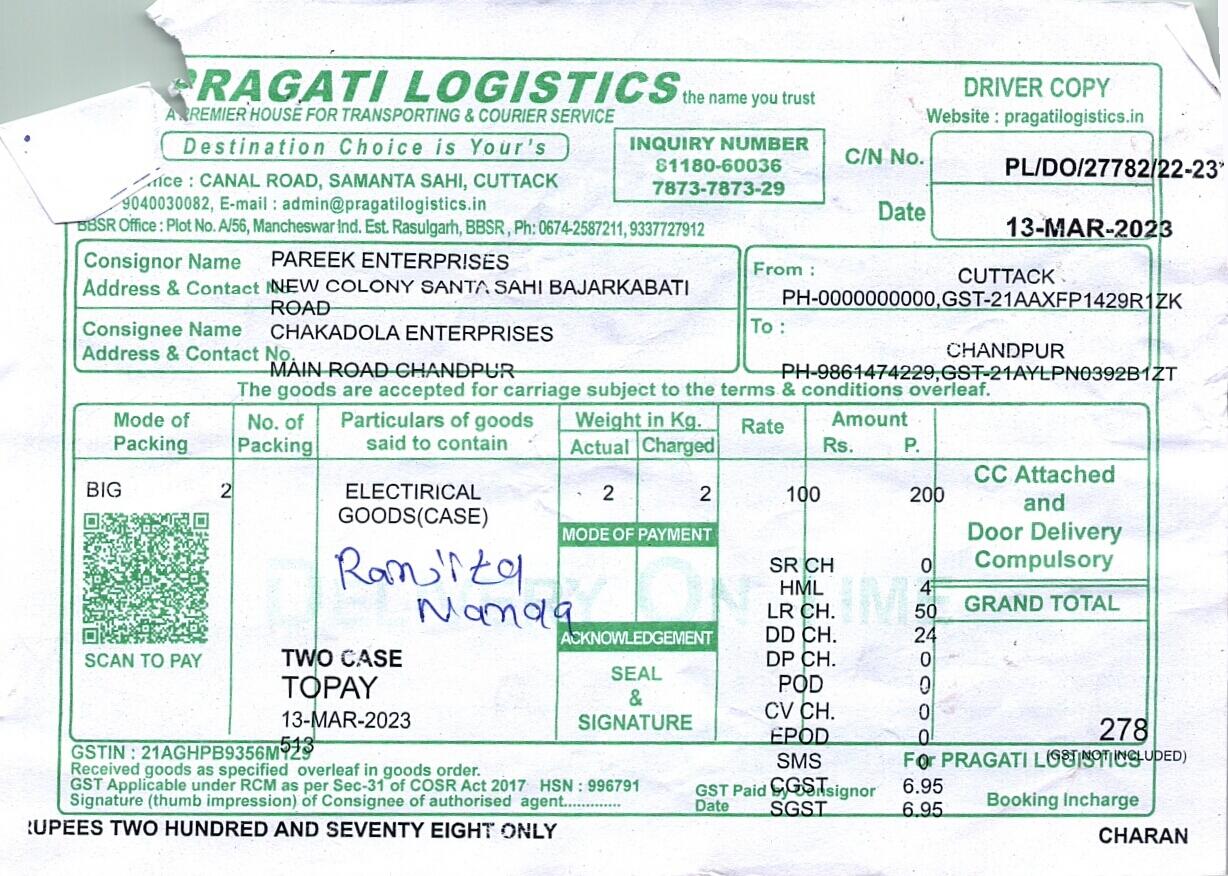 PRAGATI LOGISTICS the name you trust
A PREMIER HOUSE FOR TRANSPORTING & COURIER SERVICE
Destination Choice is Your's
: CANAL ROAD, SAMANTA SAHI, CUTTACK
9040030082, E-mail : admin@pragatilogistics.in
BBSR Office : Plot No. A/56, Mancheswar Ind. Est. Rasulgarh, BBSR , Ph: 0674-2587211, 9337727912
INQUIRY NUMBER
81180-60036
7873-7873-29
DRIVER COPY
Website : pragatilogistics.in
C/N No. PL/DO/27782/22-23
Date 13-MAR-2023
Consignor Name PAREEK ENTERPRISES
Address & Contact NEW COLONY SANTA SAHI BAJARKABATI
ROAD
Consignee Name CHAKADOLA ENTERPRISES
Address & Contact No.
MAIN ROAD CHANDPUR
From : CUTTACK
PH-0000000000,GST-21AAXFP1429R1ZK
To :
CHANDPUR
PH-9861474229,GST-21AYLPN0392B1ZT
The goods are accepted for carriage subject to the terms & conditions overleaf.
Mode of Packing No. of Packing Particulars of goods said to contain Weight in Kg. Actual Charged Rate Amount Rs. P.
BIG 2 ELECTIRICAL 2 2 100 200
GOODS(CASE)
CC Attached
and
Door Delivery
Compulsory
MODE OF PAYMENT
DELIVERY ON TIME
SR CH 0
HML 4
LR CH. 50
DD CH. 24
DP CH. 0
POD 0
CV CH. 0
EPOD 0
SMS 0
CGST 6.95
SGST 6.95
GRAND TOTAL
278
(GST NOT INCLUDED)
ACKNOWLEDGEMENT
SEAL
&
SIGNATURE
SCAN TO PAY
TWO CASE
TOPAY
13-MAR-2023
513
GSTIN : 21AGHPB9356M1Z9
Received goods as specified overleaf in goods order.
GST Applicable under RCM as per Sec-31 of COSR Act 2017 HSN : 996791
Signature (thumb impression) of Consignee of authorised agent.............
GST Paid by Consignor
Date
For PRAGATI LOGISTICS
Booking Incharge
RUPEES TWO HUNDRED AND SEVENTY EIGHT ONLY
CHARAN